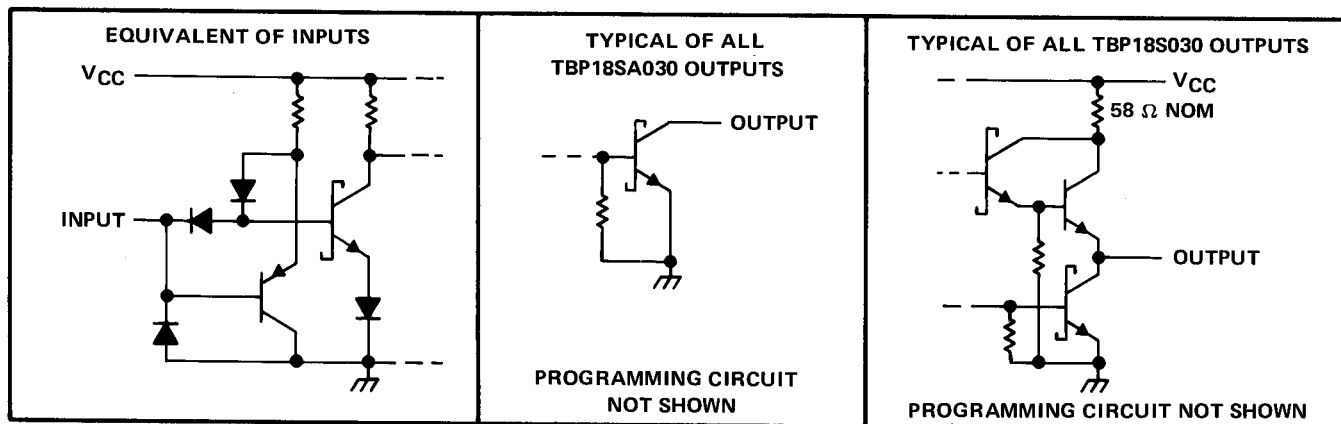 EQUIVALENT OF INPUTS
VCC
INPUT
TYPICAL OF ALL
TBP18SA030 OUTPUTS
OUTPUT
PROGRAMMING CIRCUIT
NOT SHOWN
TYPICAL OF ALL TBP18S030 OUTPUTS
VCC
58 Ω NOM
OUTPUT
PROGRAMMING CIRCUIT NOT SHOWN